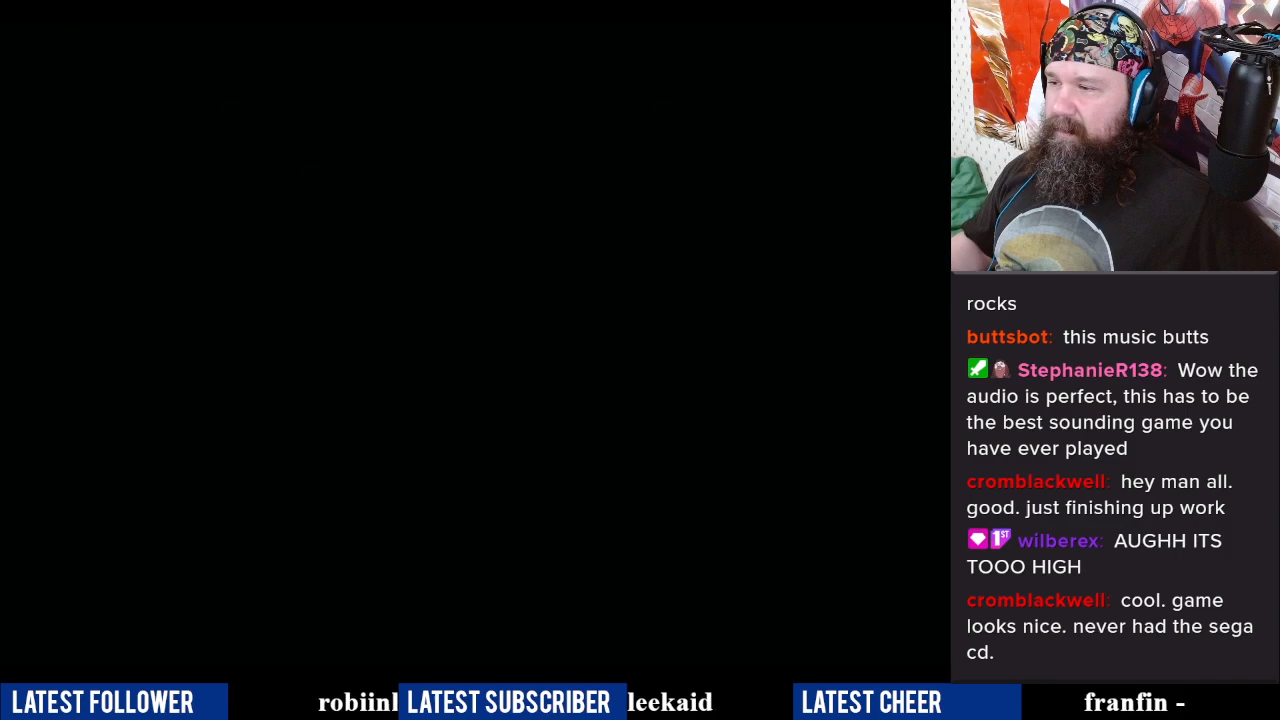 rocks
buttsbot: this music butts
StephanieR138: Wow the
audio is perfect, this has to be
the best sounding game you
have ever played
cromblackwell: hey man all.
good. just finishing up work
1ST wilberex: AUGHH ITS
TOOO HIGH
cromblackwell: cool. game
looks nice. never had the sega
cd.
LATEST FOLLOWER LATEST SUBSCRIBER leekaid LATEST CHEER franfin -